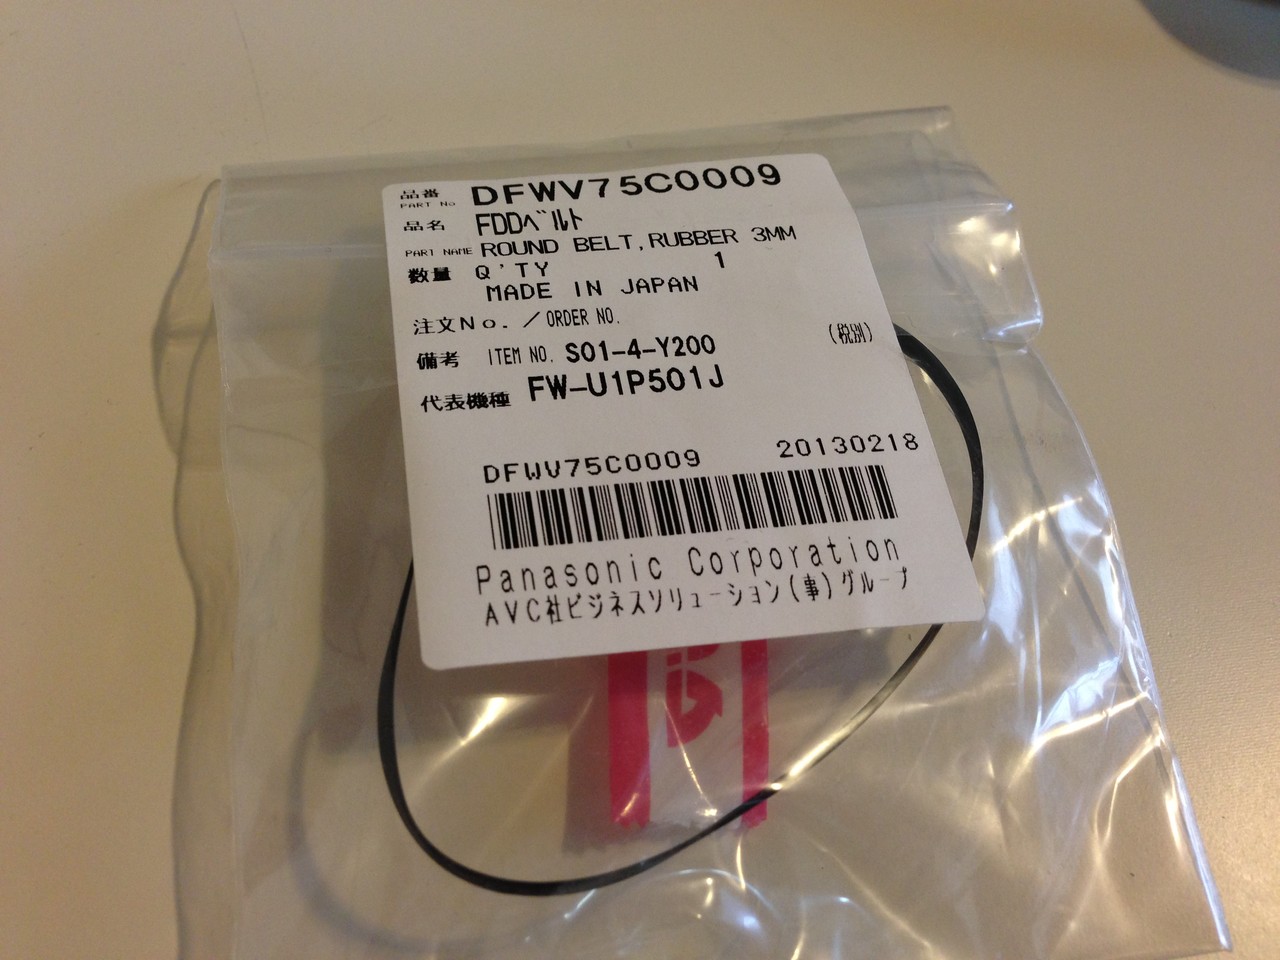 品番 PART No DFWV75C0009
品名 FDDベルト
PART NAME ROUND BELT,RUBBER 3MM
数量 Q'TY 1
MADE IN JAPAN
注文No./ORDER NO.
備考 ITEM NO. S01-4-Y200 (税別)
代表機種 FW-U1P501J
DFWV75C0009 20130218
Panasonic Corporation
AVC社ビジネスソリューション(事)グループ